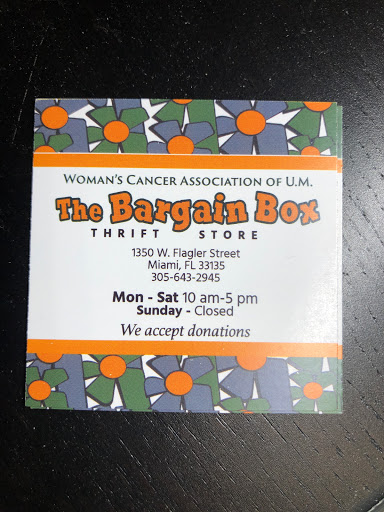 WOMAN'S CANCER ASSOCIATION OF U.M.
The Bargain Box
THRIFT STORE
1350 W. Flagler Street
Miami, FL 33135
305-643-2945
Mon - Sat 10 am-5 pm
Sunday - Closed
We accept donations